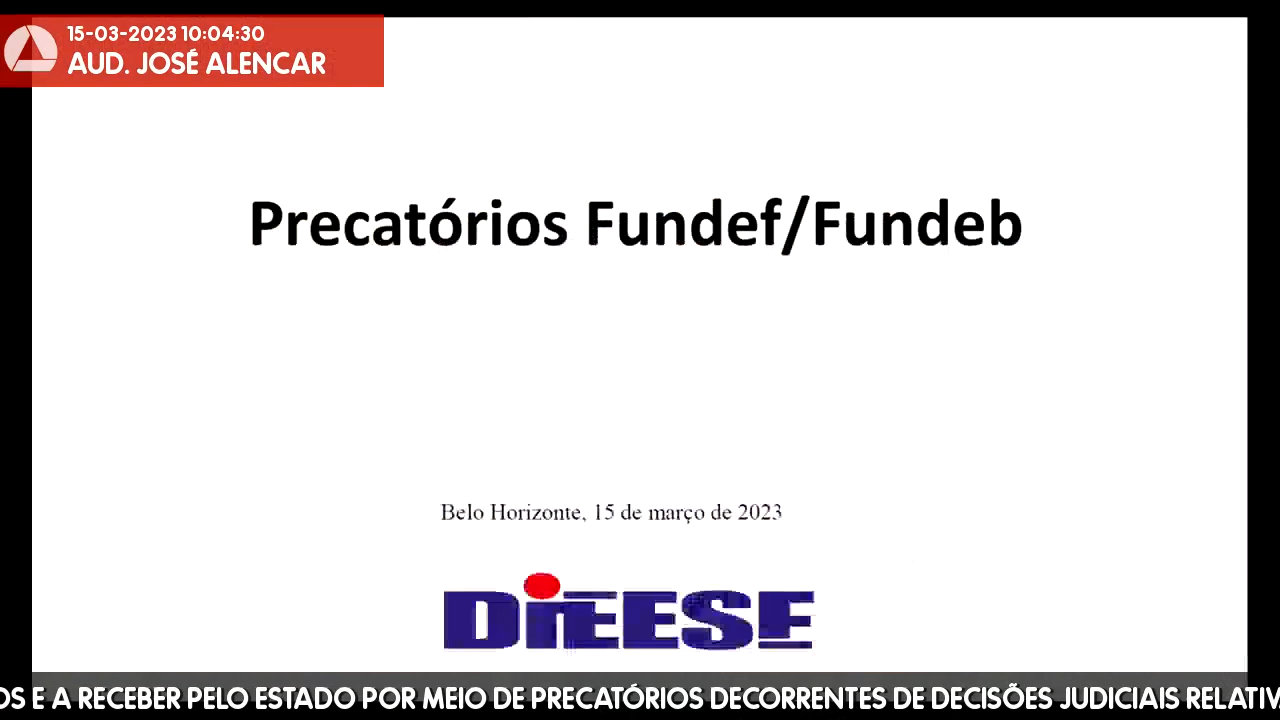 15-03-2023 10:04:30
AUD. JOSÉ ALENCAR
Precatórios Fundef/Fundeb
Belo Horizonte, 15 de março de 2023
DIEESE
E A RECEBER PELO ESTADO POR MEIO DE PRECATÓRIOS DECORRENTES DE DECISÕES JUDICIAIS